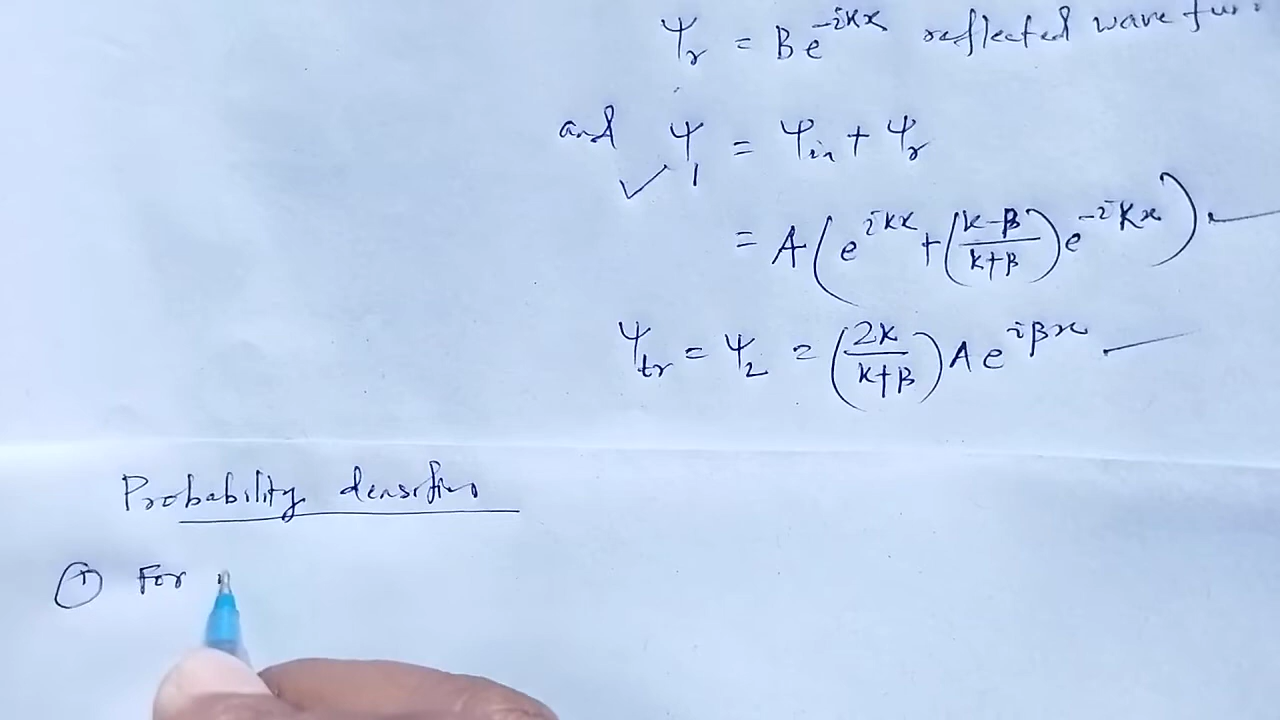 Ψr = Be^-iKx reflected wave
and Ψ1 = Ψin + Ψr
= A(e^iKx + (K-β/K+β)e^-iKx)
Ψtr = Ψ2 = (2K/K+β)Ae^iβx
Probability densities
① For